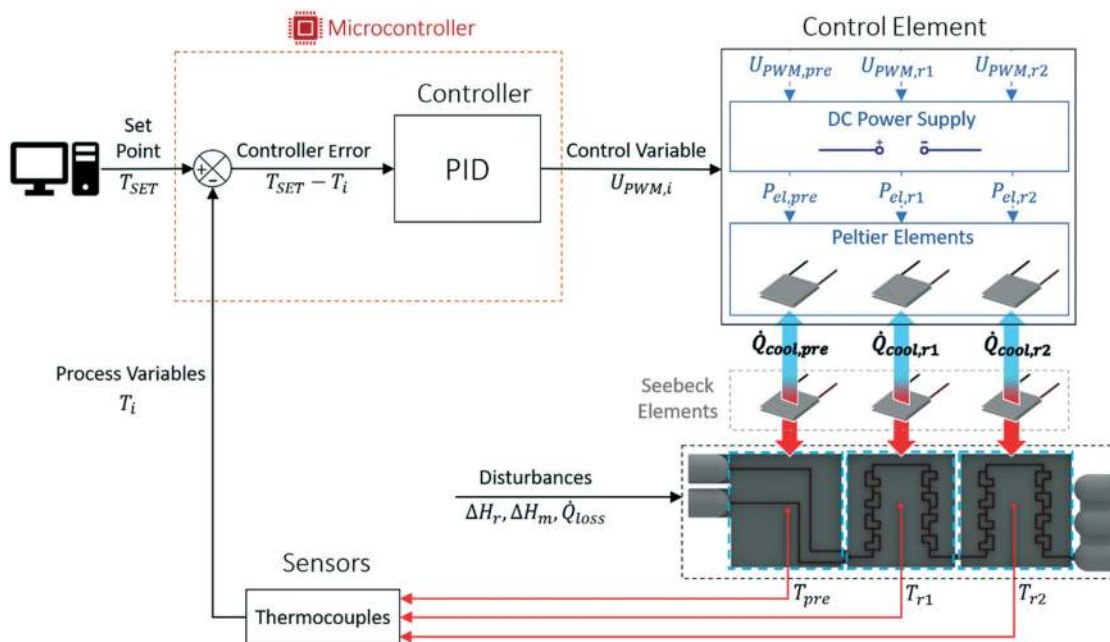 Microcontroller
Control Element
U_PWM,pre U_PWM,r1 U_PWM,r2
DC Power Supply
+ -
Controller
PID
Set
Point
T_SET
+
-
Controller Error
T_SET − T_i
Control Variable
U_PWM,i
P_el,pre P_el,r1 P_el,r2
Peltier Elements
Q̇_cool,pre Q̇_cool,r1 Q̇_cool,r2
Process Variables
T_i
Seebeck
Elements
Disturbances
ΔH_r, ΔH_m, Q̇_loss
Sensors
Thermocouples
T_pre T_r1 T_r2